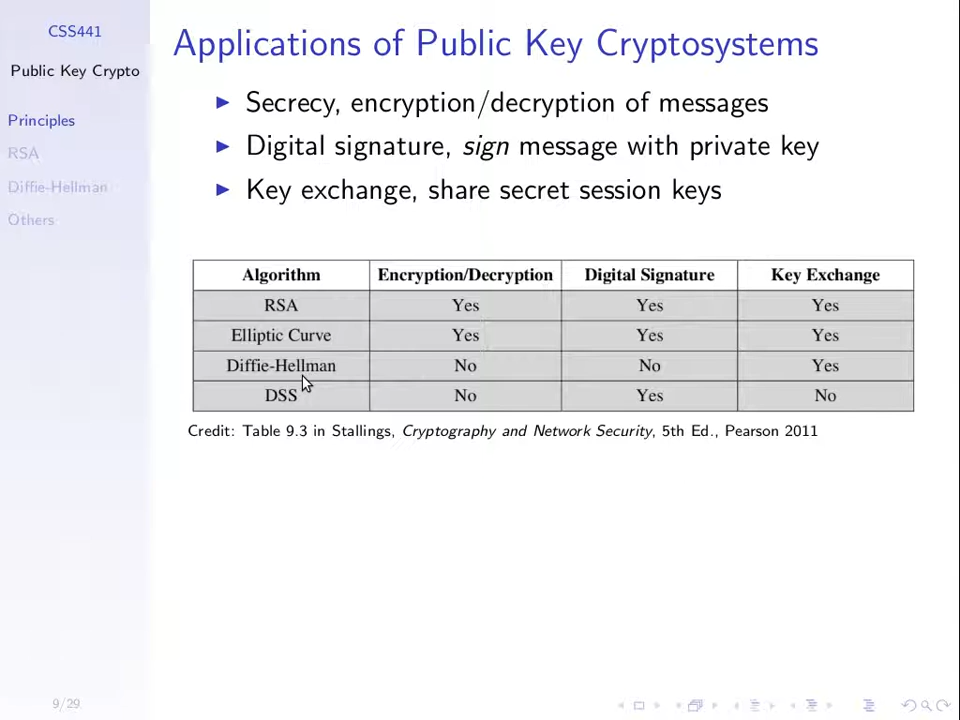 CSS441
Public Key Crypto
Principles
RSA
Diffie-Hellman
Others
Applications of Public Key Cryptosystems
Secrecy, encryption/decryption of messages
Digital signature, sign message with private key
Key exchange, share secret session keys
Algorithm Encryption/Decryption Digital Signature Key Exchange
RSA Yes Yes Yes
Elliptic Curve Yes Yes Yes
Diffie-Hellman No No Yes
DSS No Yes No
Credit: Table 9.3 in Stallings, Cryptography and Network Security, 5th Ed., Pearson 2011
9/29